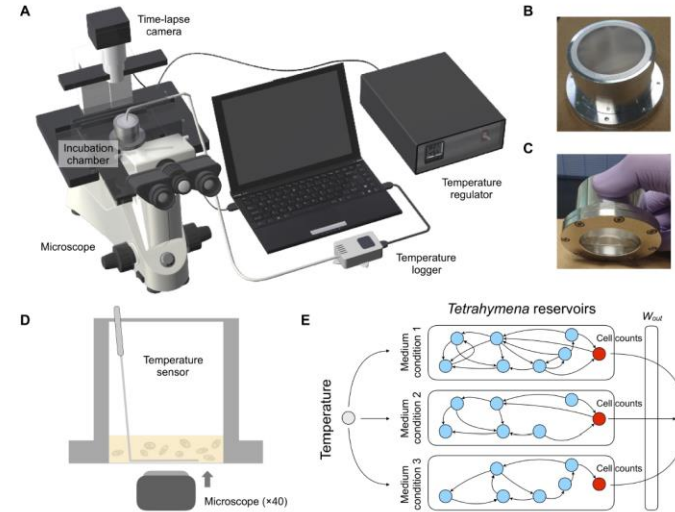 A
Time-lapse
camera
Incubation
chamber
Microscope
Temperature
regulator
Temperature
logger
B
C
D
Temperature
sensor
Microscope (×40)
E
Tetrahymena reservoirs
Wout
Temperature
Medium
condition 1
Cell counts
Medium
condition 2
Cell counts
Medium
condition 3
Cell counts